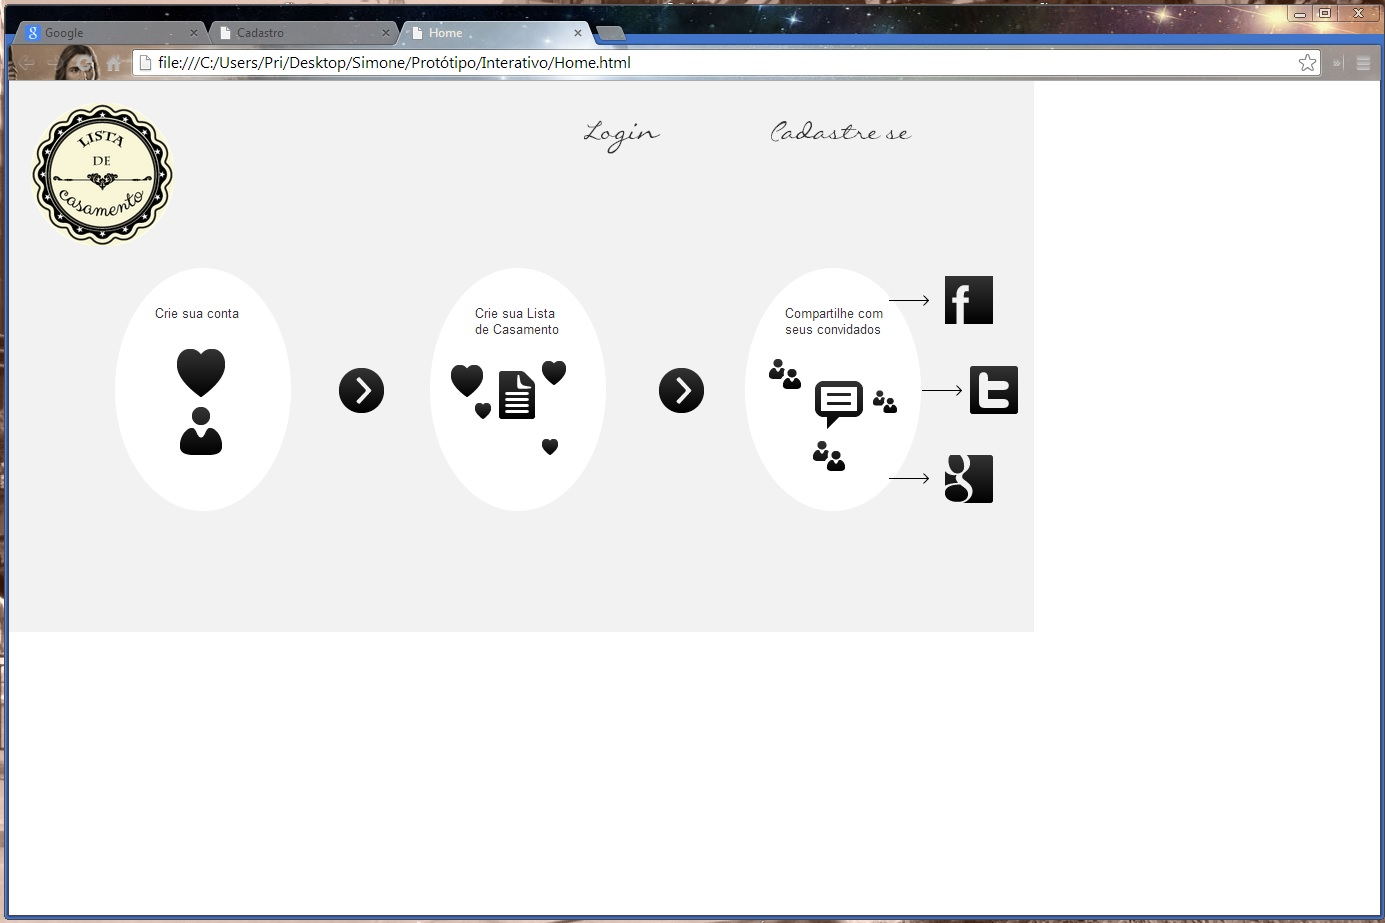 Google
Cadastro
Home
file:///C:/Users/Pri/Desktop/Simone/Protótipo/Interativo/Home.html
LISTA
DE
casamento
Login
Cadastre se
Crie sua conta
Crie sua Lista
de Casamento
Compartilhe com
seus convidados